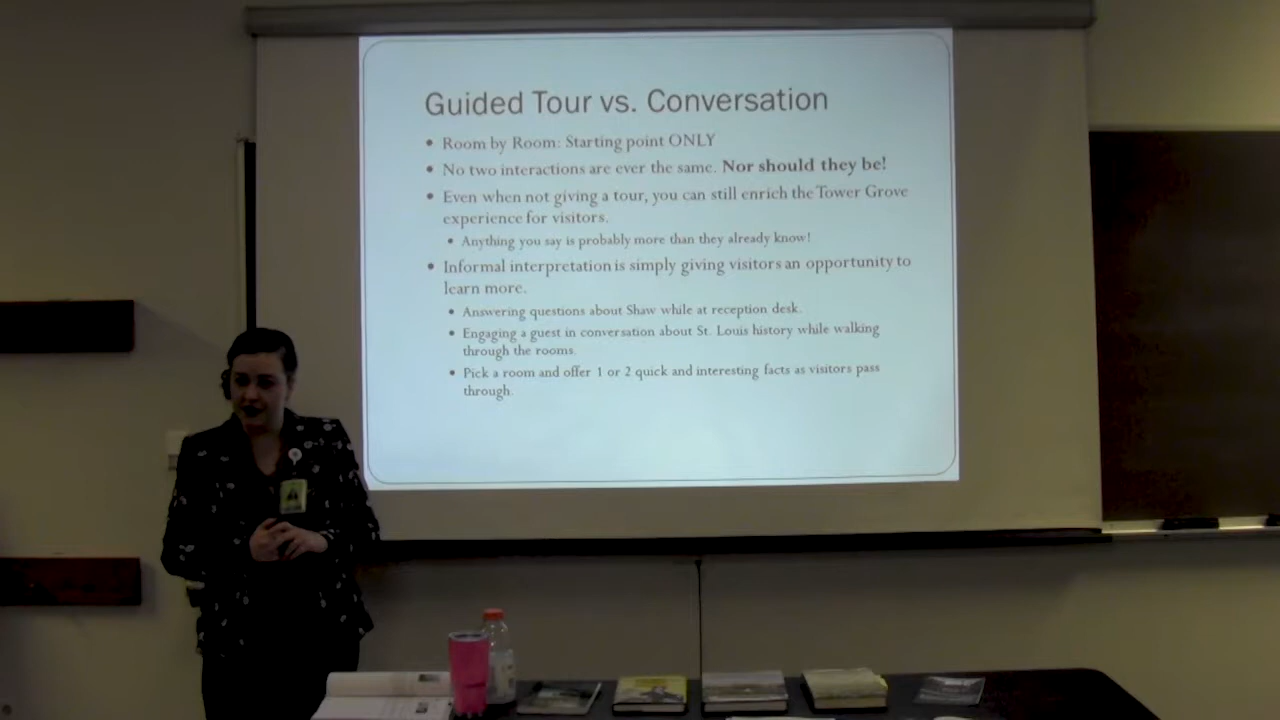 Guided Tour vs. Conversation
• Room by Room: Starting point ONLY
• No two interactions are ever the same. Nor should they be!
• Even when not giving a tour, you can still enrich the Tower Grove
experience for visitors.
• Anything you say is probably more than they already know!
• Informal interpretation is simply giving visitors an opportunity to
learn more.
• Answering questions about Shaw while at reception desk.
• Engaging a guest in conversation about St. Louis history while walking
through the rooms.
• Pick a room and offer 1 or 2 quick and interesting facts as visitors pass
through.